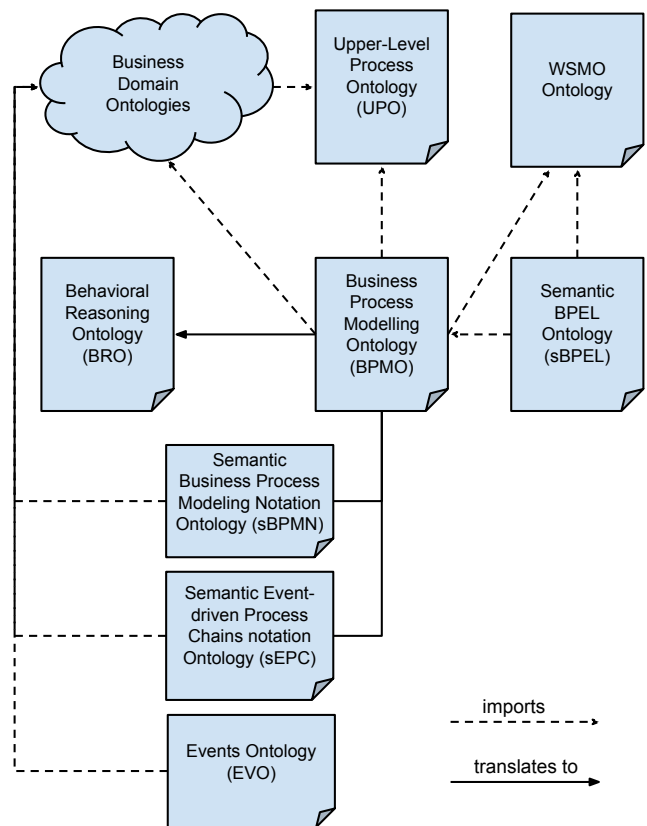 Business
Domain
Ontologies
Upper-Level
Process
Ontology
(UPO)
WSMO
Ontology
Behavioral
Reasoning
Ontology
(BRO)
Business
Process
Modelling
Ontology
(BPMO)
Semantic
BPEL
Ontology
(sBPEL)
Semantic
Business Process
Modeling Notation
Ontology (sBPMN)
Semantic Event-
driven Process
Chains notation
Ontology (sEPC)
Events Ontology
(EVO)
imports
translates to